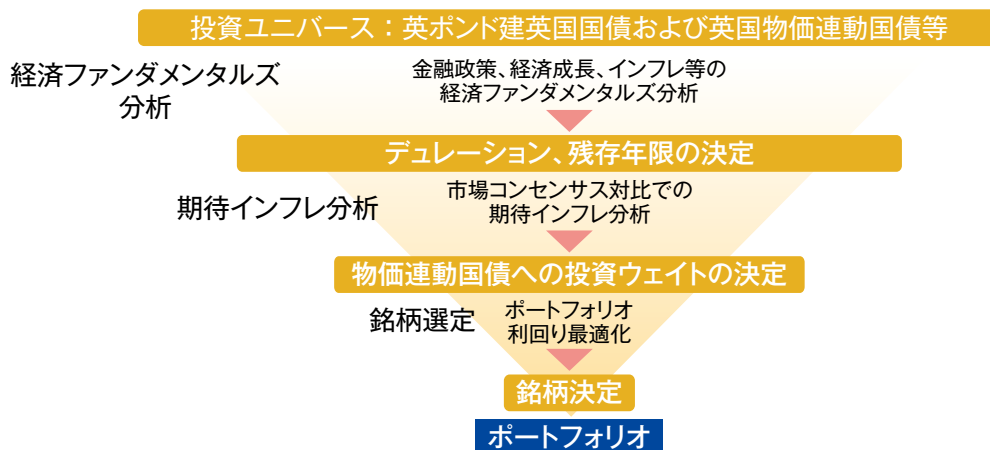 投資ユニバース：英ポンド建英国国債および英国物価連動国債等
経済ファンダメンタルズ
分析
金融政策、経済成長、インフレ等の
経済ファンダメンタルズ分析
デュレーション、残存年限の決定
期待インフレ分析
市場コンセンサス対比での
期待インフレ分析
物価連動国債への投資ウェイトの決定
銘柄選定
ポートフォリオ
利回り最適化
銘柄決定
ポートフォリオ